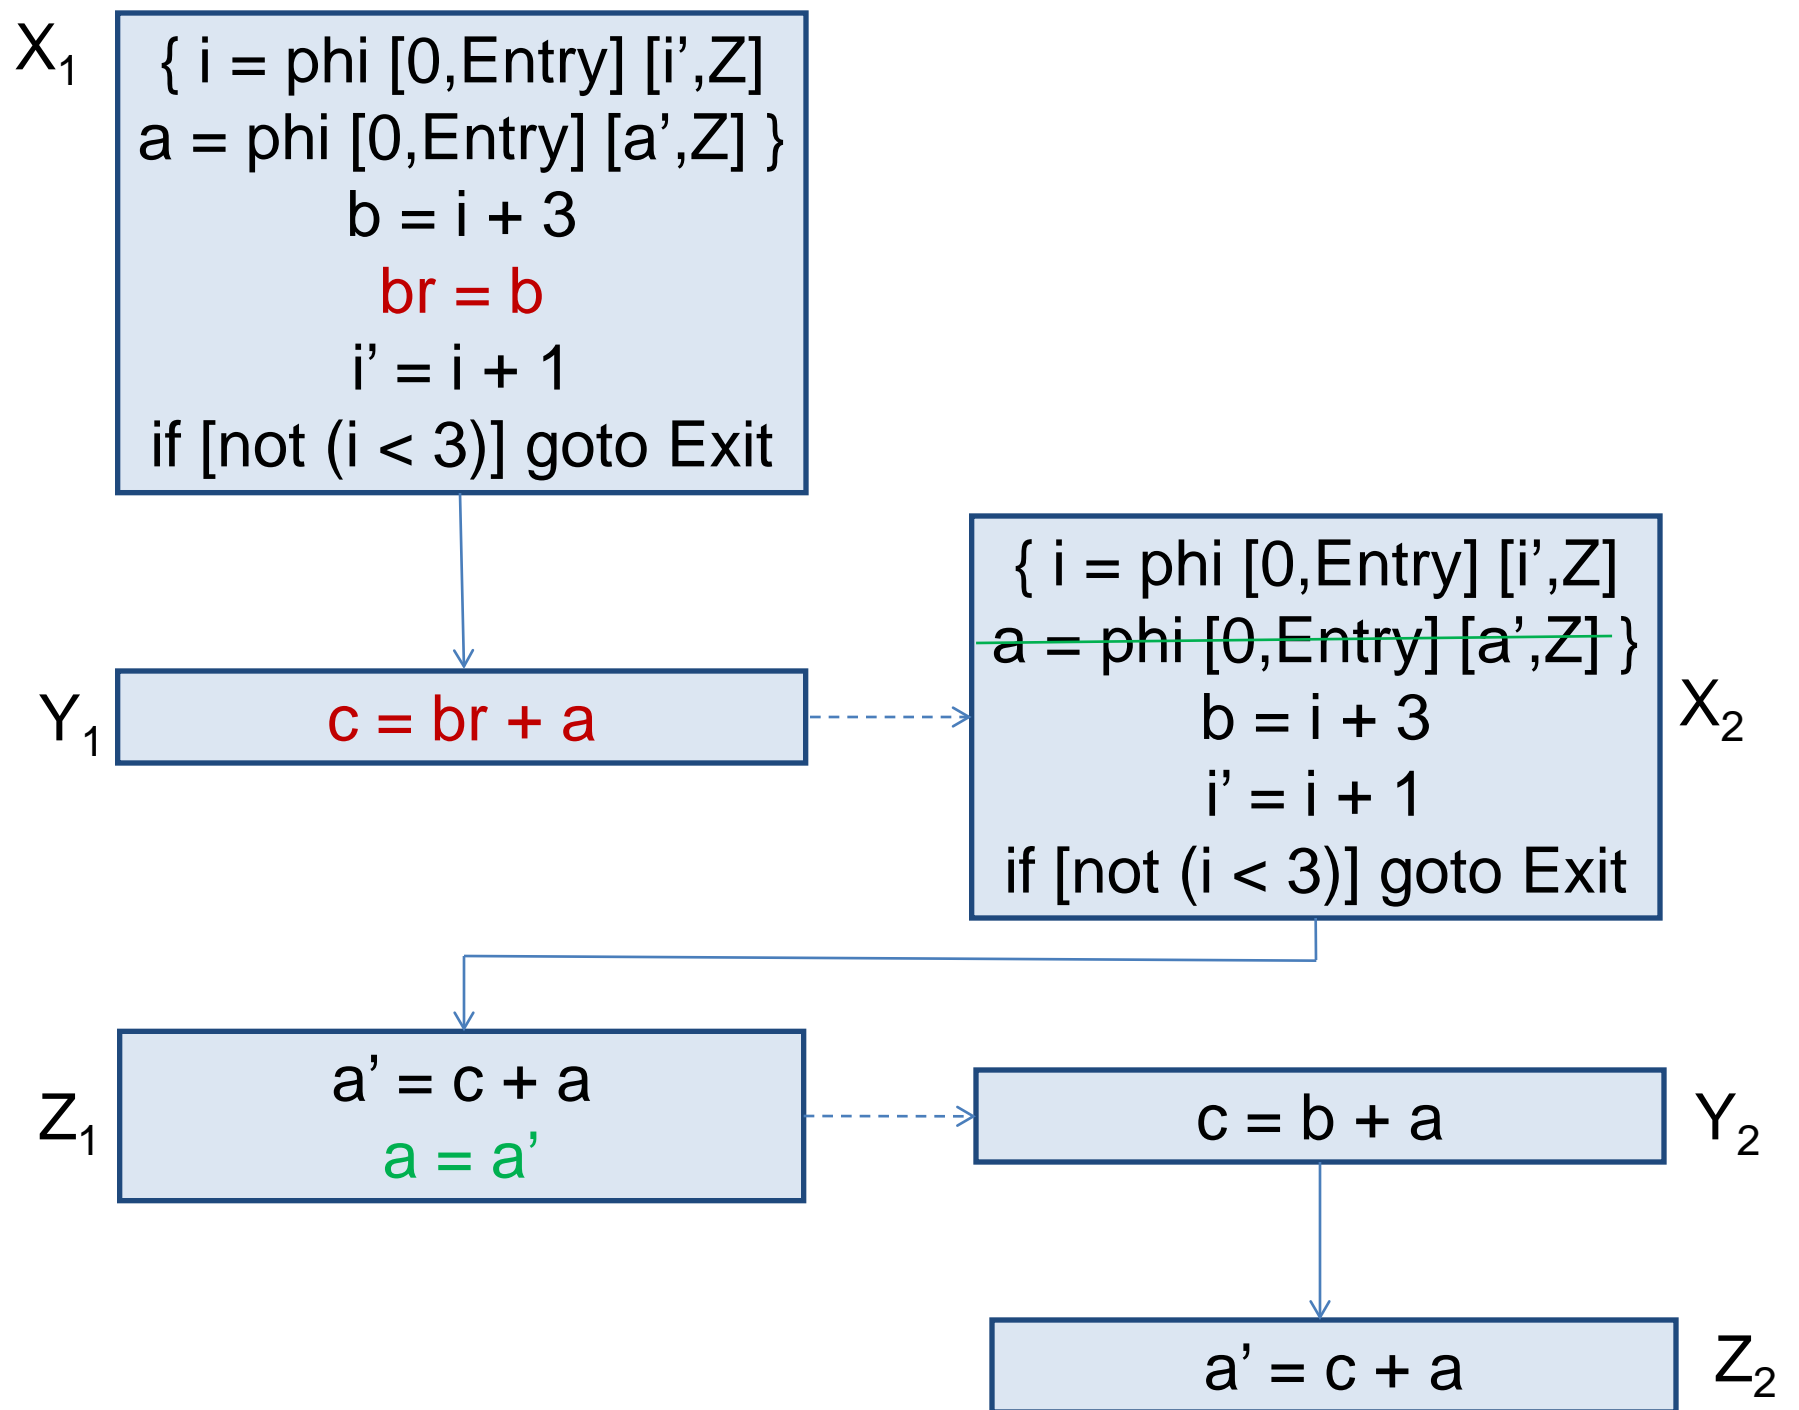 X1
{ i = phi [0,Entry] [i’,Z]
a = phi [0,Entry] [a’,Z] }
b = i + 3
br = b
i’ = i + 1
if [not (i < 3)] goto Exit
Y1
c = br + a
{ i = phi [0,Entry] [i’,Z]
a = phi [0,Entry] [a’,Z] }
b = i + 3
i’ = i + 1
if [not (i < 3)] goto Exit
X2
Z1
a’ = c + a
a = a’
c = b + a
Y2
a’ = c + a
Z2